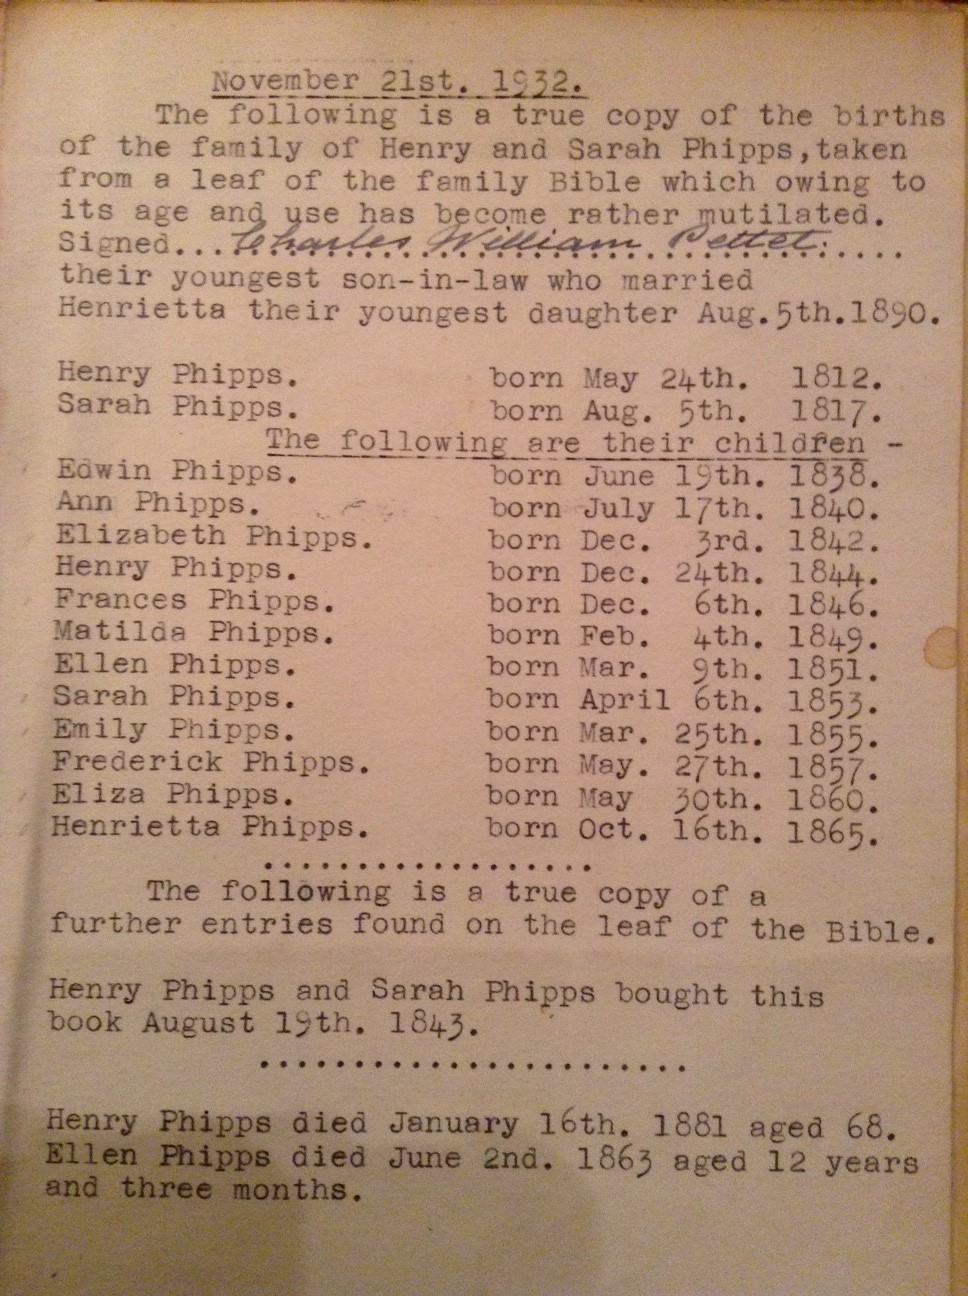 November 21st. 1932.
The following is a true copy of the births
of the family of Henry and Sarah Phipps,taken
from a leaf of the family Bible which owing to
its age and use has become rather mutilated.
Signed...Charles William Pettet.....
their youngest son-in-law who married
Henrietta their youngest daughter Aug.5th.1890.
Henry Phipps. born May 24th. 1812.
Sarah Phipps. born Aug. 5th. 1817.
The following are their children -
Edwin Phipps. born June 19th. 1838.
Ann Phipps. born July 17th. 1840.
Elizabeth Phipps. born Dec. 3rd. 1842.
Henry Phipps. born Dec. 24th. 1844.
Frances Phipps. born Dec. 6th. 1846.
Matilda Phipps. born Feb. 4th. 1849.
Ellen Phipps. born Mar. 9th. 1851.
Sarah Phipps. born April 6th. 1853.
Emily Phipps. born Mar. 25th. 1855.
Frederick Phipps. born May. 27th. 1857.
Eliza Phipps. born May 30th. 1860.
Henrietta Phipps. born Oct. 16th. 1865.
..................
The following is a true copy of a
further entries found on the leaf of the Bible.
Henry Phipps and Sarah Phipps bought this
book August 19th. 1843.
.......................
Henry Phipps died January 16th. 1881 aged 68.
Ellen Phipps died June 2nd. 1863 aged 12 years
and three months.